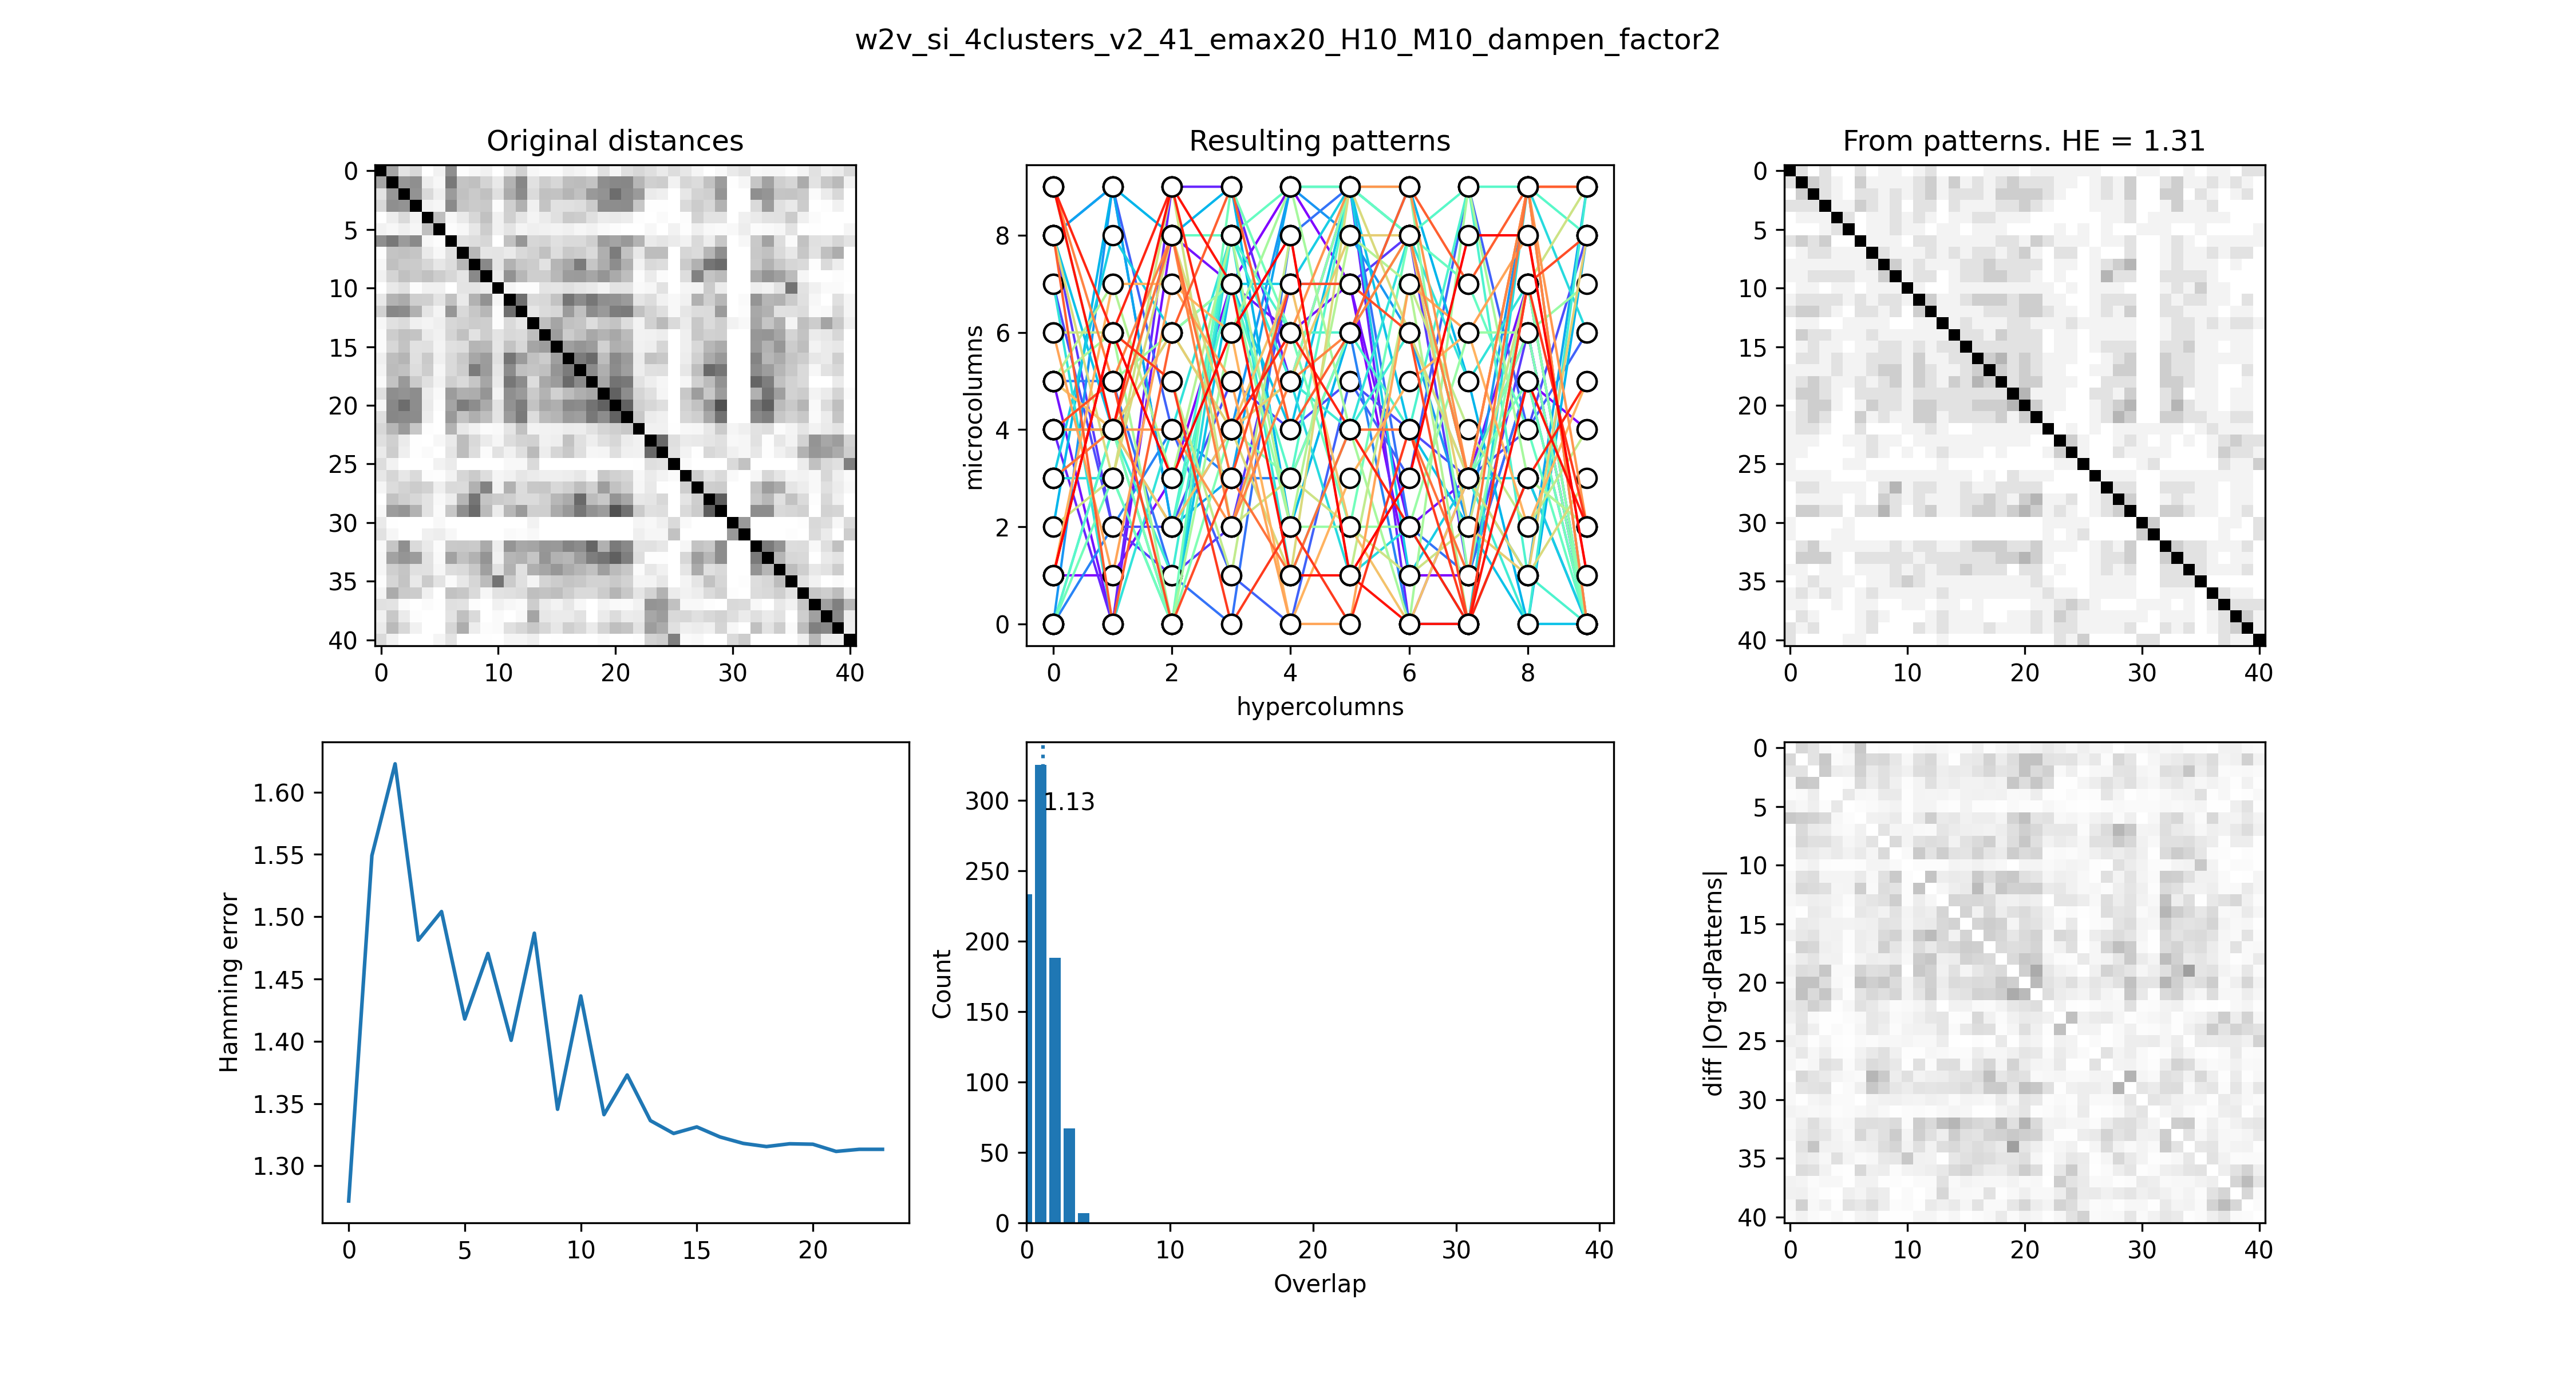 w2v_si_4clusters_v2_41_emax20_H10_M10_dampen_factor2
Original distances
0
5
10
15
20
25
30
35
40
0 10 20 30 40
Resulting patterns
microcolumns
8
6
4
2
0
0 2 4 6 8
hypercolumns
From patterns. HE = 1.31
0
5
10
15
20
25
30
35
40
0 10 20 30 40
Hamming error
1.60
1.55
1.50
1.45
1.40
1.35
1.30
0 5 10 15 20
Count
300
250
200
150
100
50
0
1.13
0 10 20 30 40
Overlap
diff |Org-dPatterns|
0
5
10
15
20
25
30
35
40
0 10 20 30 40